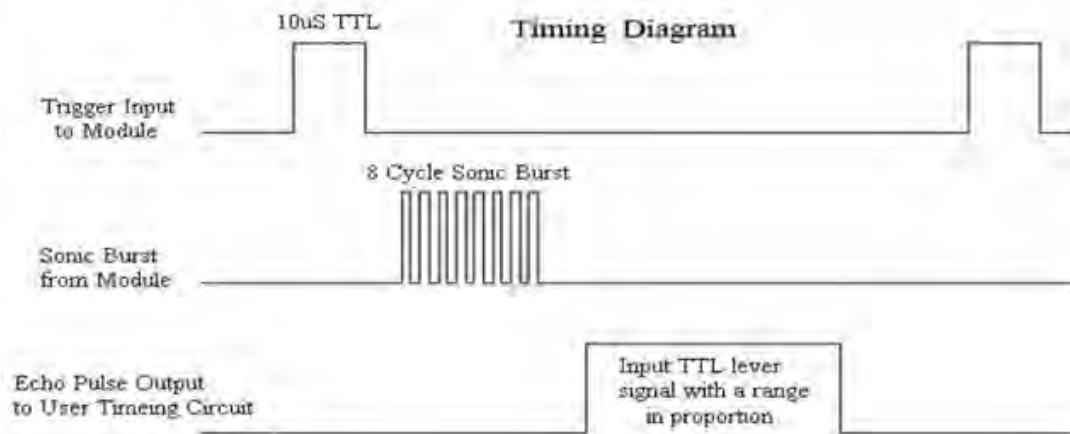 10uS TTL
Timing Diagram
Trigger Input
to Module
8 Cycle Sonic Burst
Sonic Burst
from Module
Echo Pulse Output
to User Timeing Circuit
Input TTL lever
signal with a range
in proportion